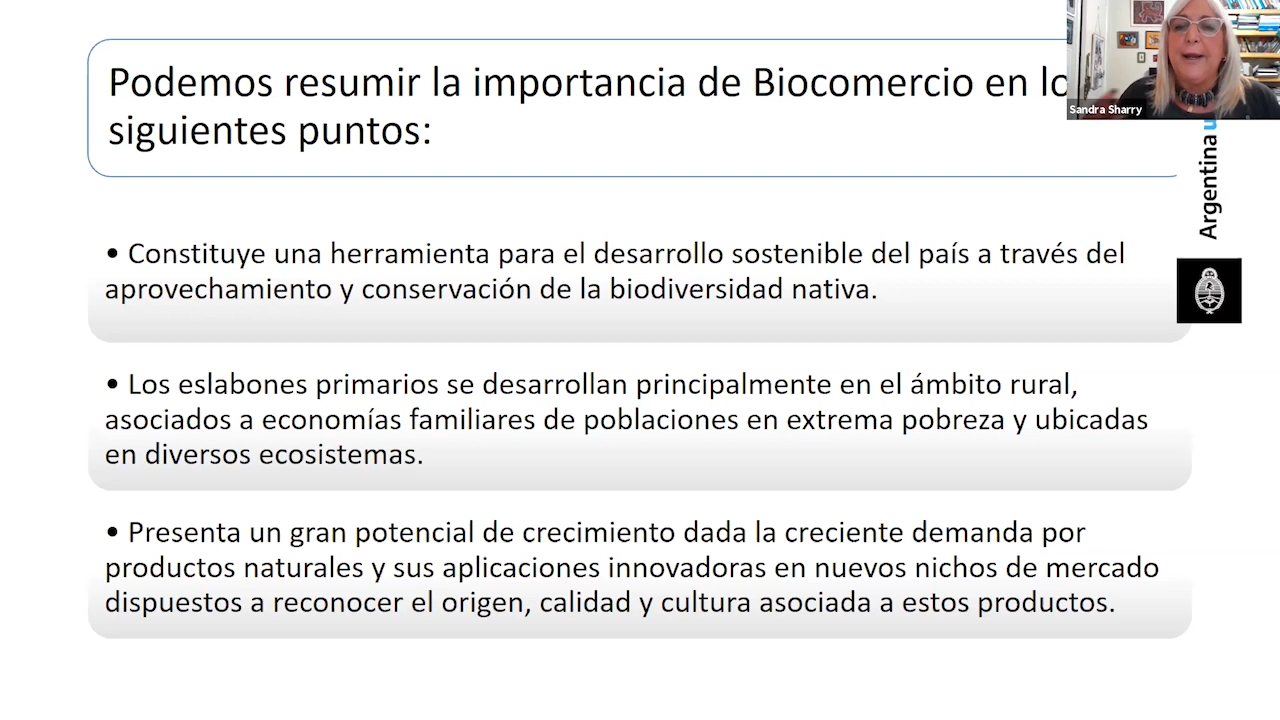 Podemos resumir la importancia de Biocomercio en lo
siguientes puntos:
• Constituye una herramienta para el desarrollo sostenible del país a través del
aprovechamiento y conservación de la biodiversidad nativa.
• Los eslabones primarios se desarrollan principalmente en el ámbito rural,
asociados a economías familiares de poblaciones en extrema pobreza y ubicadas
en diversos ecosistemas.
• Presenta un gran potencial de crecimiento dada la creciente demanda por
productos naturales y sus aplicaciones innovadoras en nuevos nichos de mercado
dispuestos a reconocer el origen, calidad y cultura asociada a estos productos.
Sandra Sharry
Argentina u